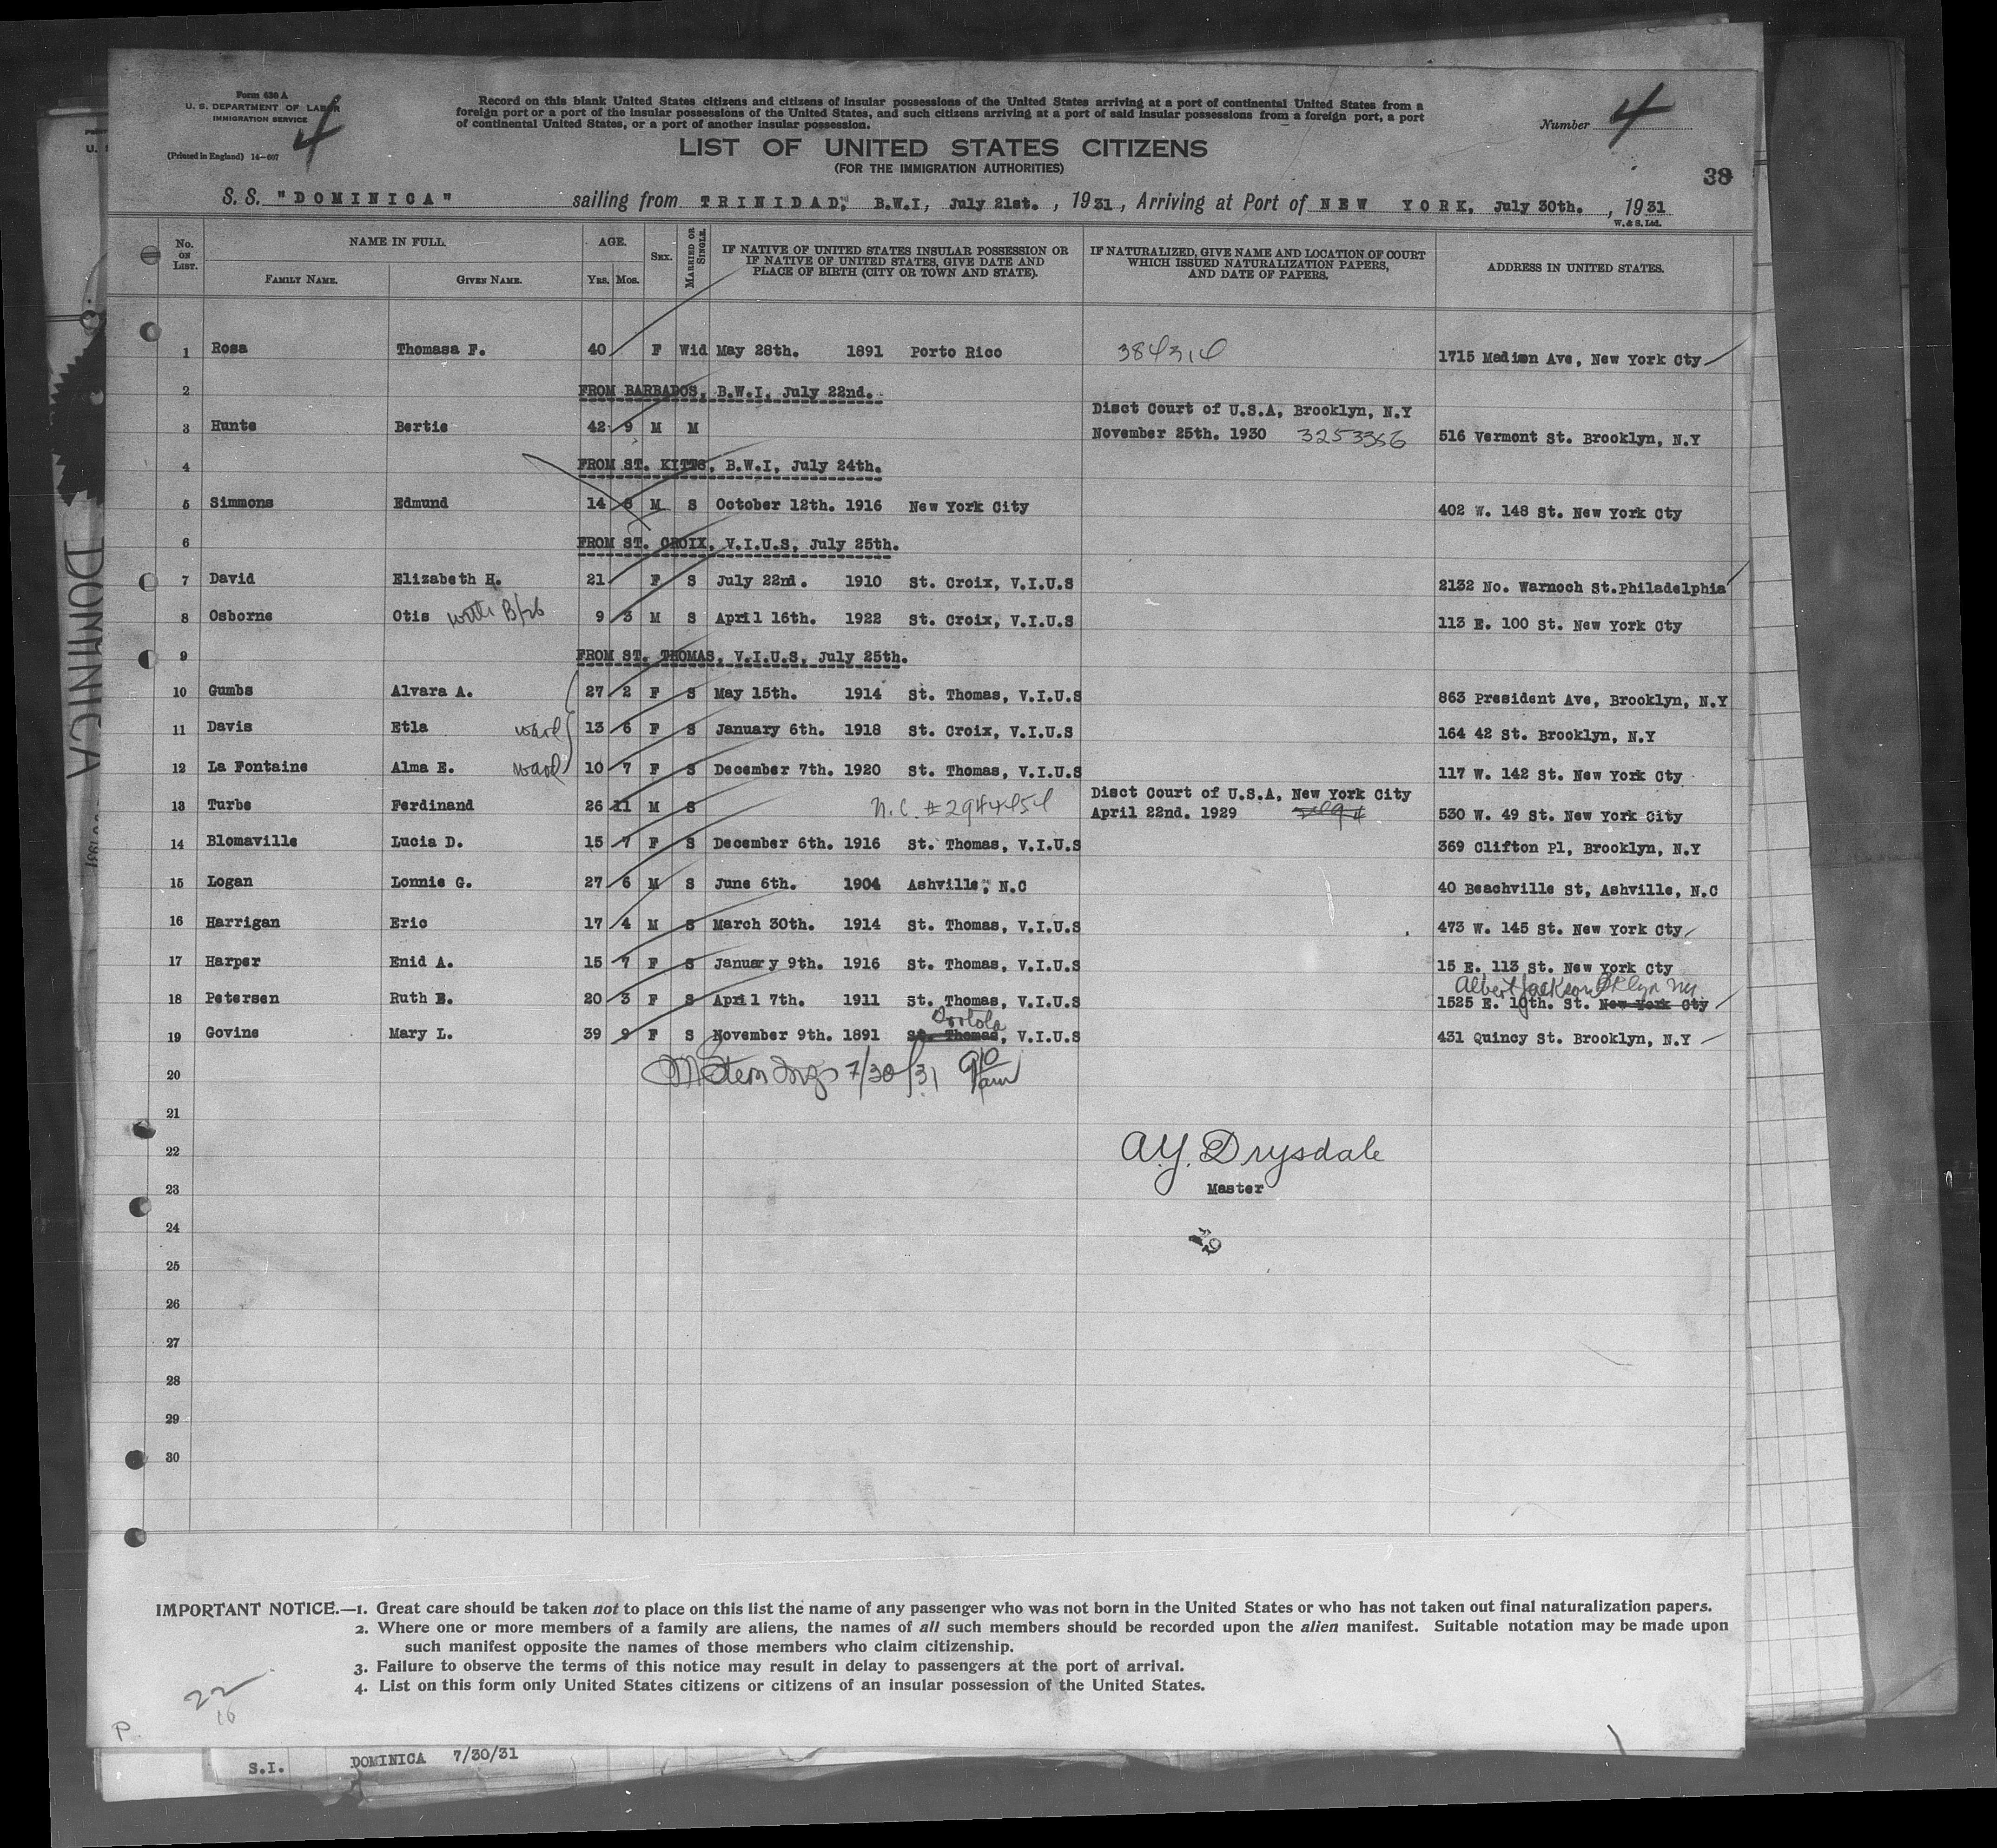 Form 630 A
U. S. DEPARTMENT OF LABOR
IMMIGRATION SERVICE
4
(Printed in England) 14-607
Record on this blank United States citizens and citizens of insular possessions of the United States arriving at a port of continental United States from a
foreign port or a port of the insular possessions of the United States, and such citizens arriving at a port of said insular possessions from a foreign port, a port
of continental United States, or a port of another insular possession.
Number 4
LIST OF UNITED STATES CITIZENS
(FOR THE IMMIGRATION AUTHORITIES)
38
S. S. "DOMINICA" sailing from TRINIDAD, B.W.I, July 21st. , 1931, Arriving at Port of NEW YORK, July 30th. , 1931
W. & S. Ltd.
No. ON LIST. NAME IN FULL. AGE. SEX. MARRIED OR SINGLE. IF NATIVE OF UNITED STATES INSULAR POSSESSION OR IF NATIVE OF UNITED STATES, GIVE DATE AND PLACE OF BIRTH (CITY OR TOWN AND STATE). IF NATURALIZED, GIVE NAME AND LOCATION OF COURT WHICH ISSUED NATURALIZATION PAPERS, AND DATE OF PAPERS. ADDRESS IN UNITED STATES.
FAMILY NAME. GIVEN NAME. YRS. MOS.
1 Rosa Thomasa F. 40 F Wid May 28th. 1891 Porto Rico 384314 1715 Madison Ave, New York Cty
2 FROM BARBADOS, B.W.I, July 22nd.
Disct Court of U.S.A, Brooklyn, N.Y
3 Hunte Bertie 42 9 M M November 25th. 1930 3253356 516 Vermont St. Brooklyn, N.Y
4 FROM ST. KITTS, B.W.I, July 24th.
5 Simmons Edmund 14 8 M S October 12th. 1916 New York City 402 W. 148 St. New York Cty
6 FROM ST. CROIX, V.I.U.S, July 25th.
7 David Elizabeth H. 21 F S July 22nd. 1910 St. Croix, V.I.U.S 2132 No. Warnoch St.Philadelphia
8 Osborne Otis with 9 3 M S April 16th. 1922 St. Croix, V.I.U.S 113 E. 100 St. New York Cty
9 FROM ST. THOMAS, V.I.U.S, July 25th.
10 Gumbs Alvara A. 27 2 F S May 15th. 1914 St. Thomas, V.I.U.S 863 President Ave, Brooklyn, N.Y
11 Davis Etla ward 13 6 F S January 6th. 1918 St. Croix, V.I.U.S 164 42 St. Brooklyn, N.Y
12 La Fontaine Alma E. ward 10 7 F S December 7th. 1920 St. Thomas, V.I.U.S 117 W. 142 St. New York Cty
Disct Court of U.S.A, New York City
13 Turbe Ferdinand 26 11 M S N.C. #2944454 April 22nd. 1929 530 W. 49 St. New York City
14 Blomaville Lucia D. 15 7 F S December 6th. 1916 St. Thomas, V.I.U.S 369 Clifton Pl, Brooklyn, N.Y
15 Logan Lonnie G. 27 6 M S June 6th. 1904 Ashville, N.C 40 Beachville St, Ashville, N.C
16 Harrigan Eric 17 4 M S March 30th. 1914 St. Thomas, V.I.U.S 473 W. 145 St. New York Cty
17 Harper Enid A. 15 7 F S January 9th. 1916 St. Thomas, V.I.U.S 15 E. 113 St. New York Cty
Albert Jackson Bklyn NY
18 Petersen Ruth E. 20 3 F S April 7th. 1911 St. Thomas, V.I.U.S 1525 E. 10th. St. New York Cty
Tortola
19 Govins Mary L. 39 9 F S November 9th. 1891 St. Thomas, V.I.U.S 431 Quincy St. Brooklyn, N.Y
20 7/30/31 9 10 am
21
22 A.Y. Drysdale
23 Master
24
25
26
27
28
29
30
IMPORTANT NOTICE.—1. Great care should be taken not to place on this list the name of any passenger who was not born in the United States or who has not taken out final naturalization papers.
2. Where one or more members of a family are aliens, the names of all such members should be recorded upon the alien manifest. Suitable notation may be made upon
such manifest opposite the names of those members who claim citizenship.
3. Failure to observe the terms of this notice may result in delay to passengers at the port of arrival.
4. List on this form only United States citizens or citizens of an insular possession of the United States.
22
16
P.
S.I. DOMINICA 7/30/31
DOMINICA